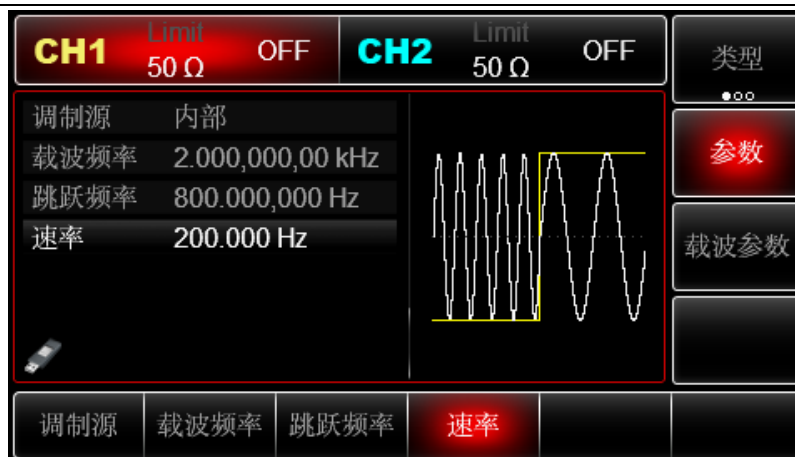 CH1 Limit 50 Ω OFF CH2 Limit 50 Ω OFF
类型
调制源 内部
载波频率 2.000,000,00 kHz
参数
跳跃频率 800.000,000 Hz
速率 200.000 Hz
载波参数
调制源 载波频率 跳跃频率 速率